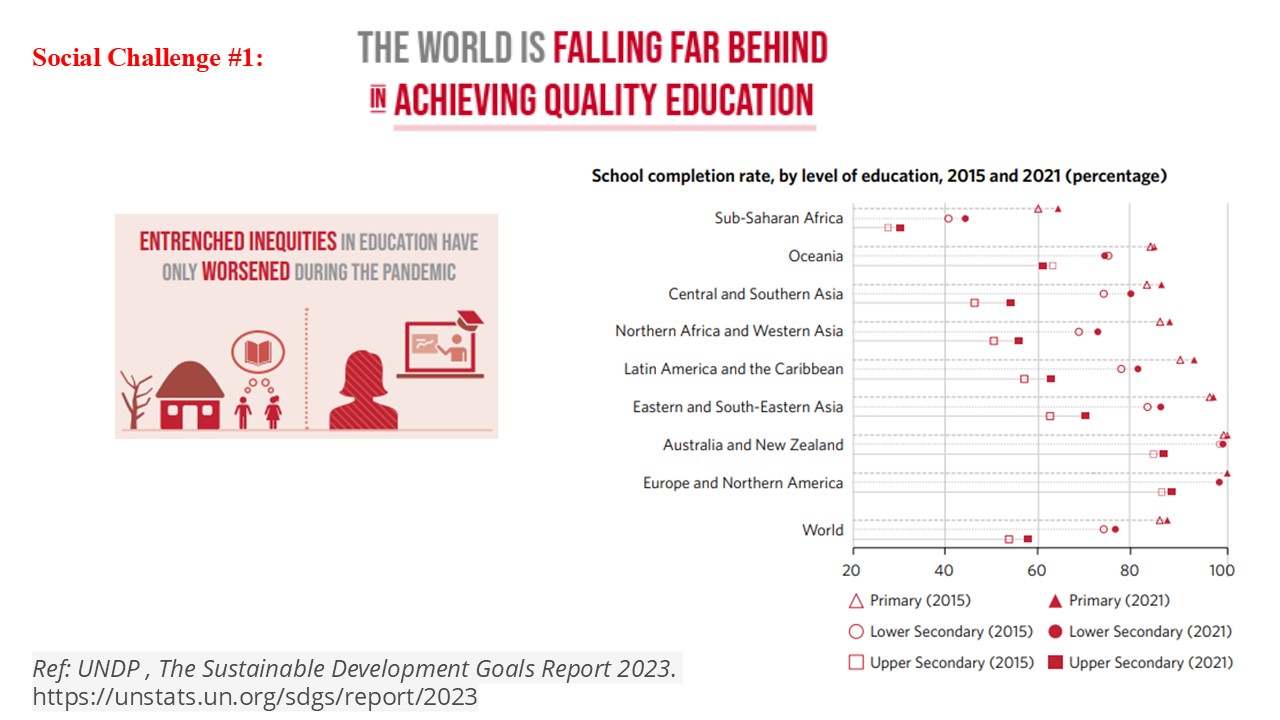 Social Challenge #1:
THE WORLD IS FALLING FAR BEHIND
IN ACHIEVING QUALITY EDUCATION
ENTRENCHED INEQUITIES IN EDUCATION HAVE
ONLY WORSENED DURING THE PANDEMIC
School completion rate, by level of education, 2015 and 2021 (percentage)
Sub-Saharan Africa
Oceania
Central and Southern Asia
Northern Africa and Western Asia
Latin America and the Caribbean
Eastern and South-Eastern Asia
Australia and New Zealand
Europe and Northern America
World
20 40 60 80 100
Primary (2015) Primary (2021)
Lower Secondary (2015) Lower Secondary (2021)
Upper Secondary (2015) Upper Secondary (2021)
Ref: UNDP , The Sustainable Development Goals Report 2023.
https://unstats.un.org/sdgs/report/2023